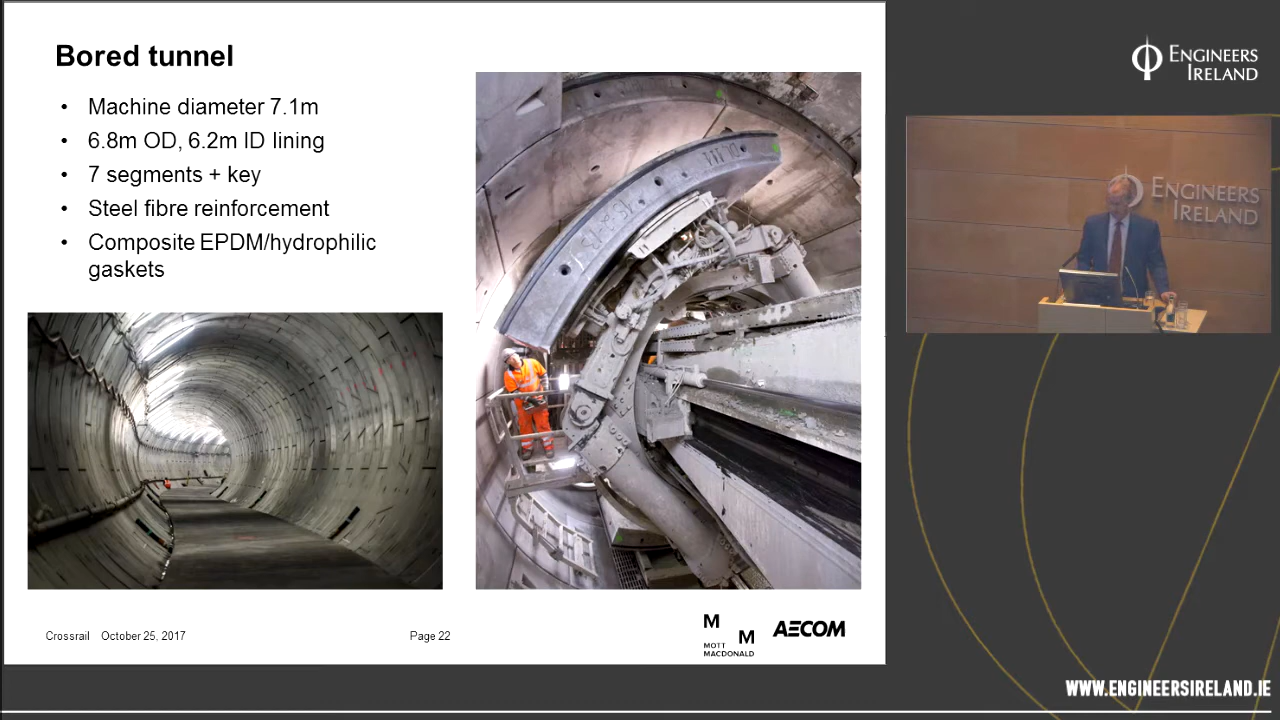 Bored tunnel
• Machine diameter 7.1m
• 6.8m OD, 6.2m ID lining
• 7 segments + key
• Steel fibre reinforcement
• Composite EPDM/hydrophilic
gaskets
Crossrail October 25, 2017
Page 22
M
M
MOTT
MACDONALD
AECOM
ENGINEERS
IRELAND
ENGINEERS
IRELAND
WWW.ENGINEERSIRELAND.IE